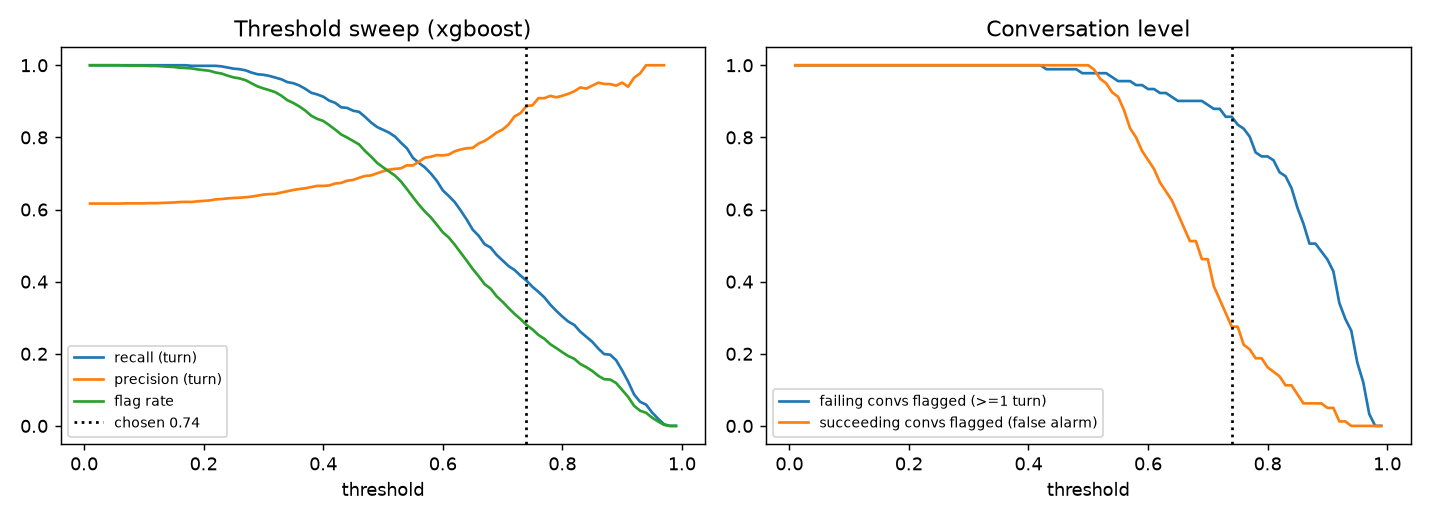 Threshold sweep (xgboost)
1.0
0.8
0.6
0.4
0.2
0.0
recall (turn)
precision (turn)
flag rate
chosen 0.74
0.0 0.2 0.4 0.6 0.8 1.0
threshold
Conversation level
1.0
0.8
0.6
0.4
0.2
0.0
failing convs flagged (>=1 turn)
succeeding convs flagged (false alarm)
0.0 0.2 0.4 0.6 0.8 1.0
threshold